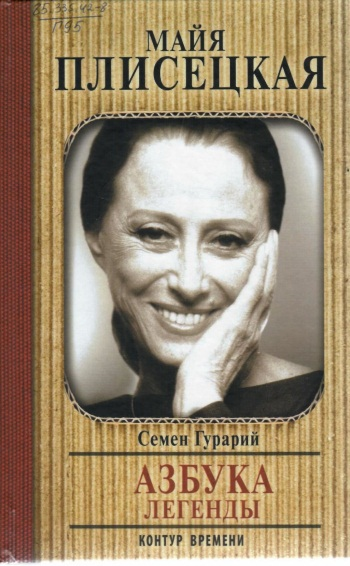 МАЙЯ
ПЛИСЕЦКАЯ
Семен Гурарий
АЗБУКА
ЛЕГЕНДЫ
КОНТУР ВРЕМЕНИ